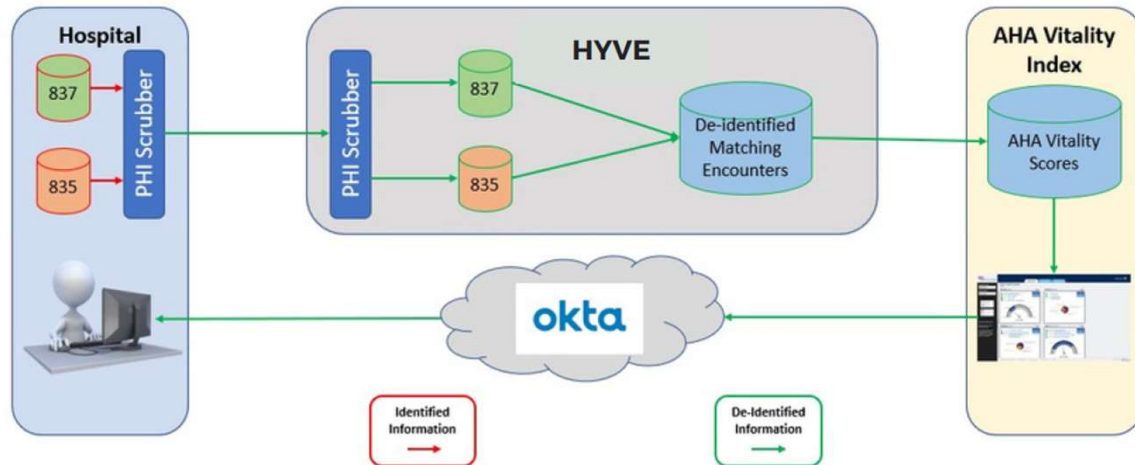 Hospital
837
835
PHI Scrubber
HYVE
PHI Scrubber
837
835
De-identified
Matching
Encounters
AHA Vitality
Index
AHA Vitality
Scores
okta
Identified
Information
De-Identified
Information